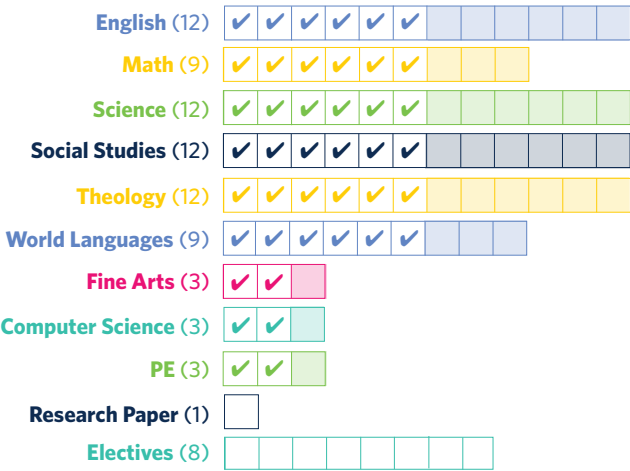 English (12)
Math (9)
Science (12)
Social Studies (12)
Theology (12)
World Languages (9)
Fine Arts (3)
Computer Science (3)
PE (3)
Research Paper (1)
Electives (8)